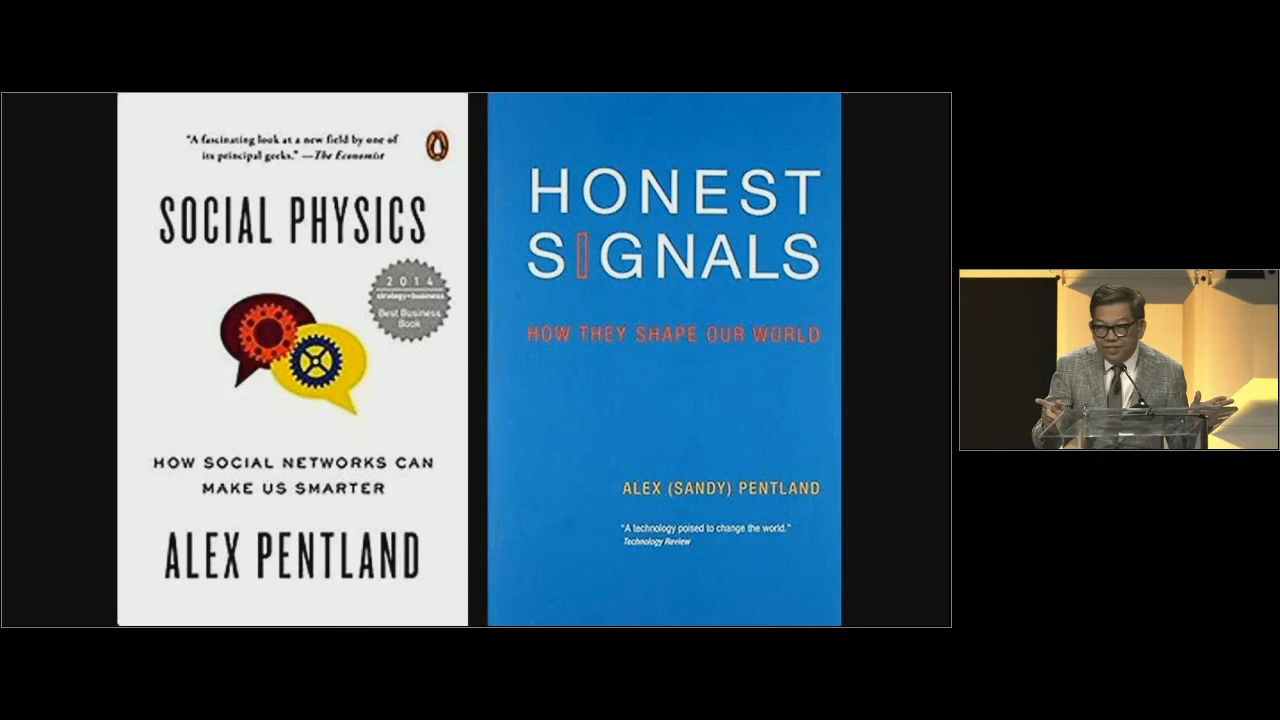 "A fascinating look at a new field by one of
its principal geeks." —The Economist
SOCIAL PHYSICS
2014
strategy+business
Best Business
Book
HOW SOCIAL NETWORKS CAN
MAKE US SMARTER
ALEX PENTLAND
HONEST
SIGNALS
HOW THEY SHAPE OUR WORLD
ALEX (SANDY) PENTLAND
"A technology poised to change the world."
Technology Review